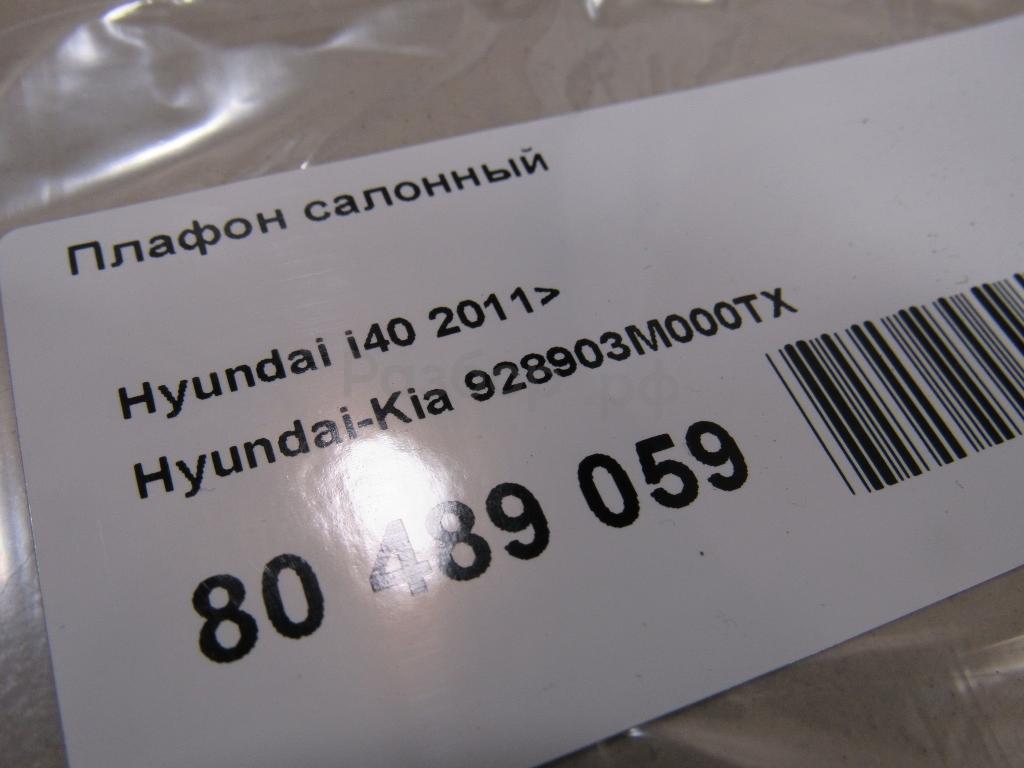 Плафон салонный
Hyundai i40 2011>
Hyundai-Kia 928903M000TX
80 489 059